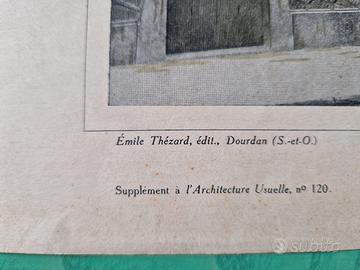 Émile Thézard, édit., Dourdan (S.-et-O.)
Supplément à l'Architecture Usuelle, nº 120.
subito